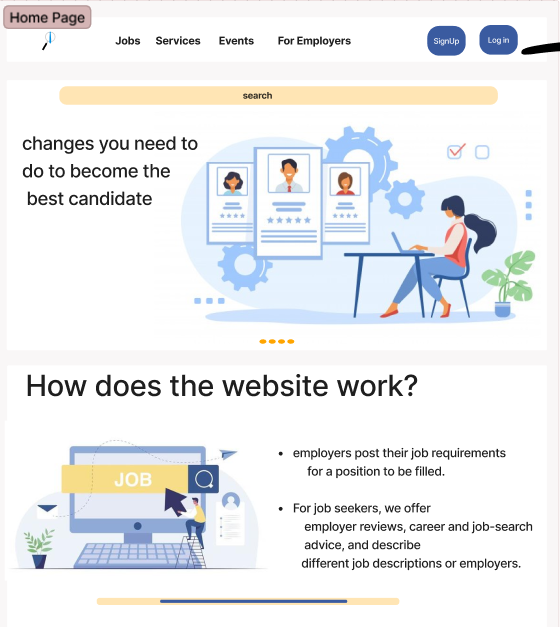 Home Page
Jobs Services Events For Employers SignUp Log in
search
changes you need to
do to become the
best candidate
How does the website work?
JOB
• employers post their job requirements
for a position to be filled.
• For job seekers, we offer
employer reviews, career and job-search
advice, and describe
different job descriptions or employers.